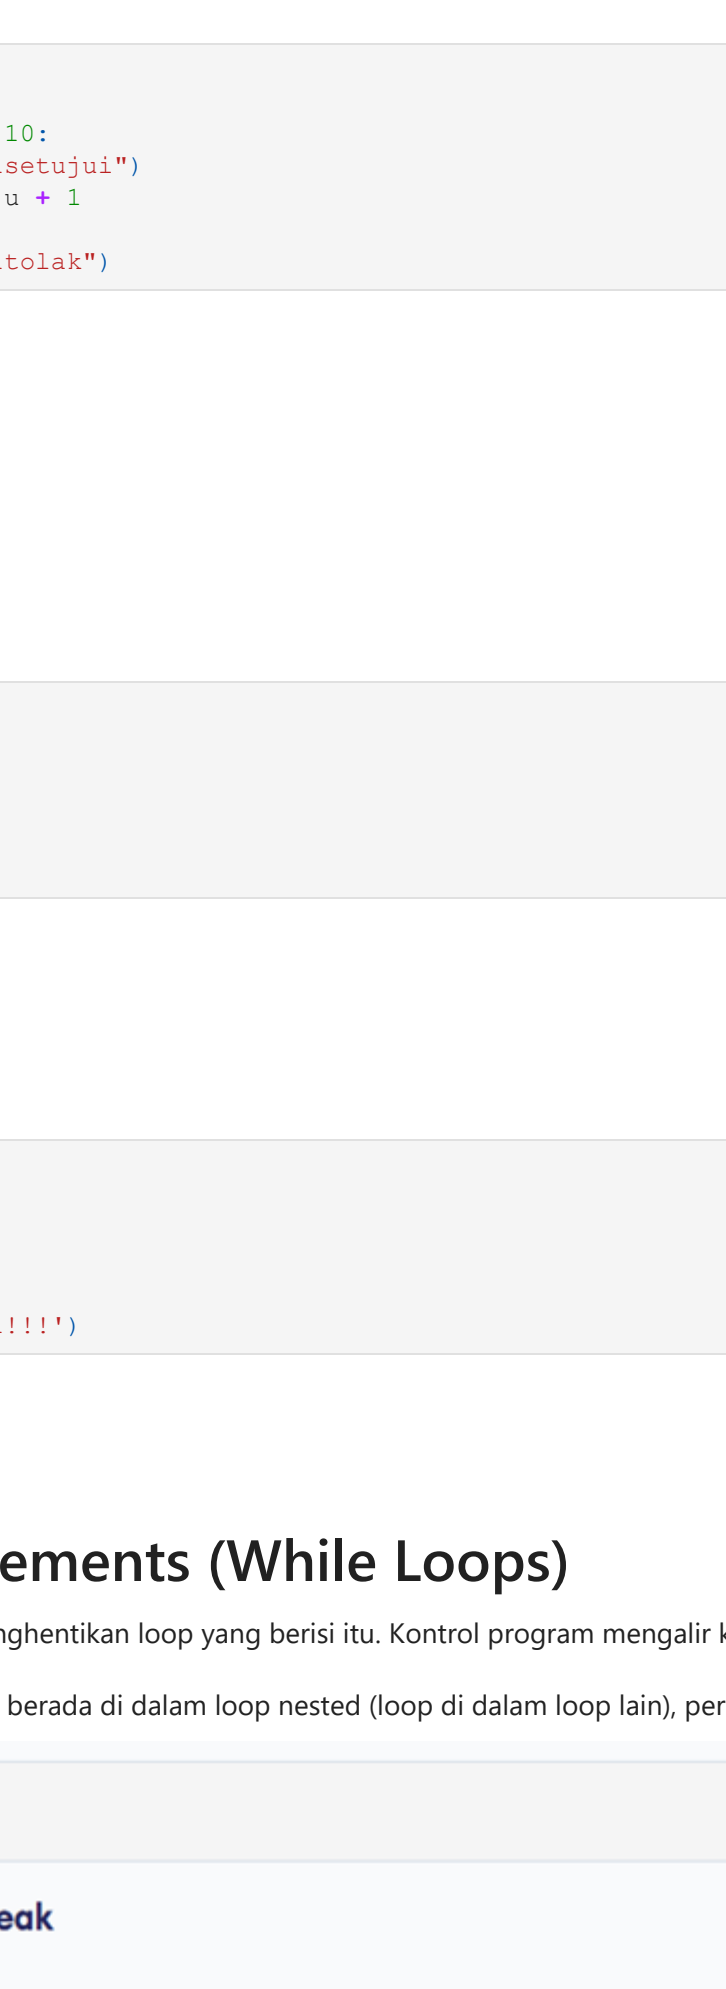 10:
setujui")
u + 1
tolak")
!!!')
ements (While Loops)
nghentikan loop yang berisi itu. Kontrol program mengalir k
berada di dalam loop nested (loop di dalam loop lain), per
eak